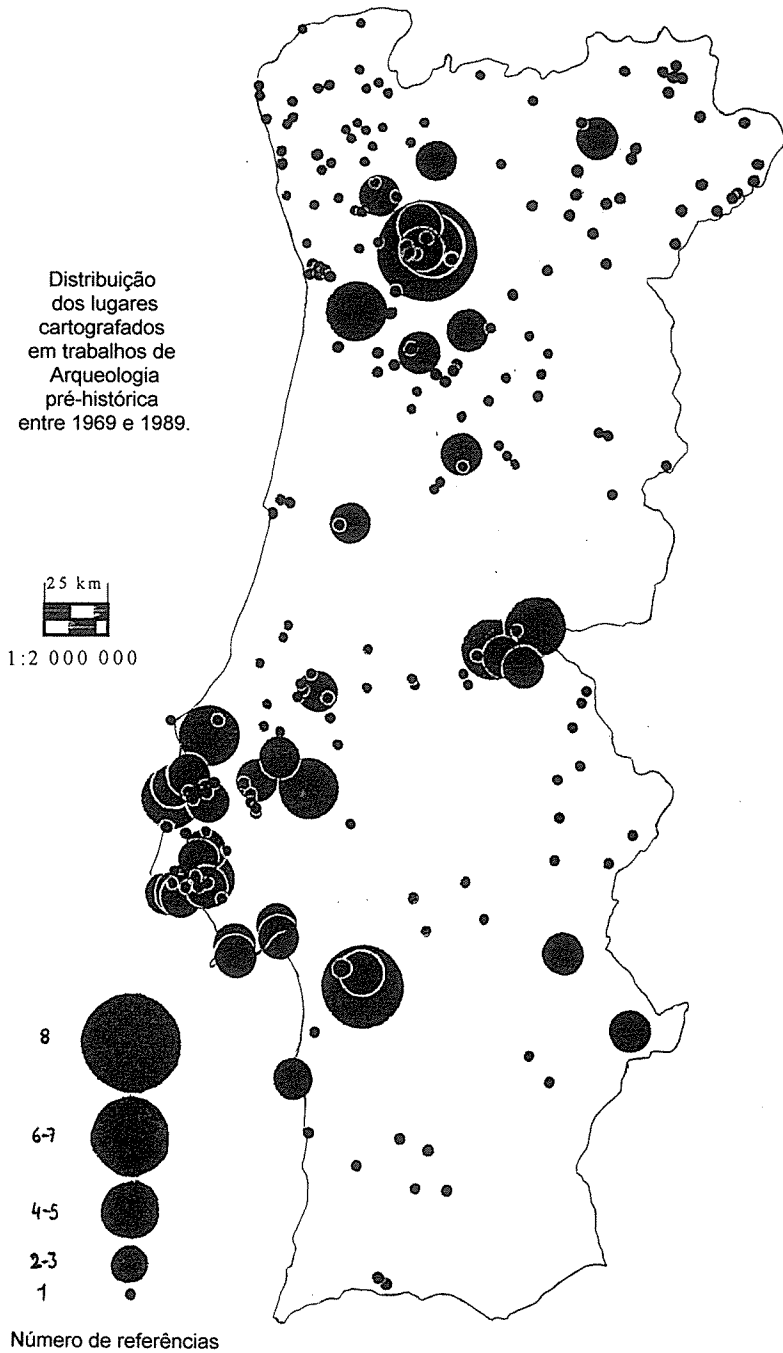 Distribuição
dos lugares
cartografados
em trabalhos de
Arqueologia
pré-histórica
entre 1969 e 1989.
25 km
1:2 000 000
8
6-7
4-5
2-3
1
Número de referências